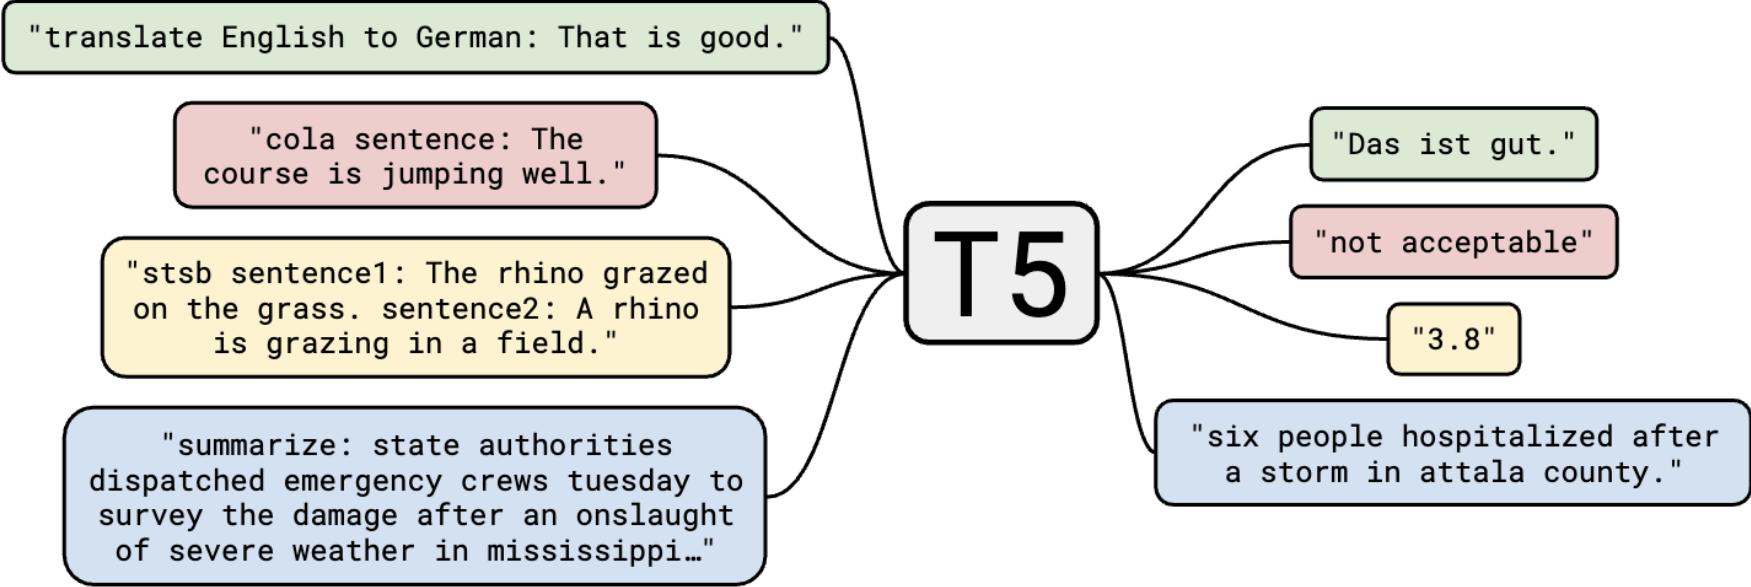 "translate English to German: That is good."
"cola sentence: The
course is jumping well."
"stsb sentence1: The rhino grazed
on the grass. sentence2: A rhino
is grazing in a field."
"summarize: state authorities
dispatched emergency crews tuesday to
survey the damage after an onslaught
of severe weather in mississippi…"
T5
"Das ist gut."
"not acceptable"
"3.8"
"six people hospitalized after
a storm in attala county."